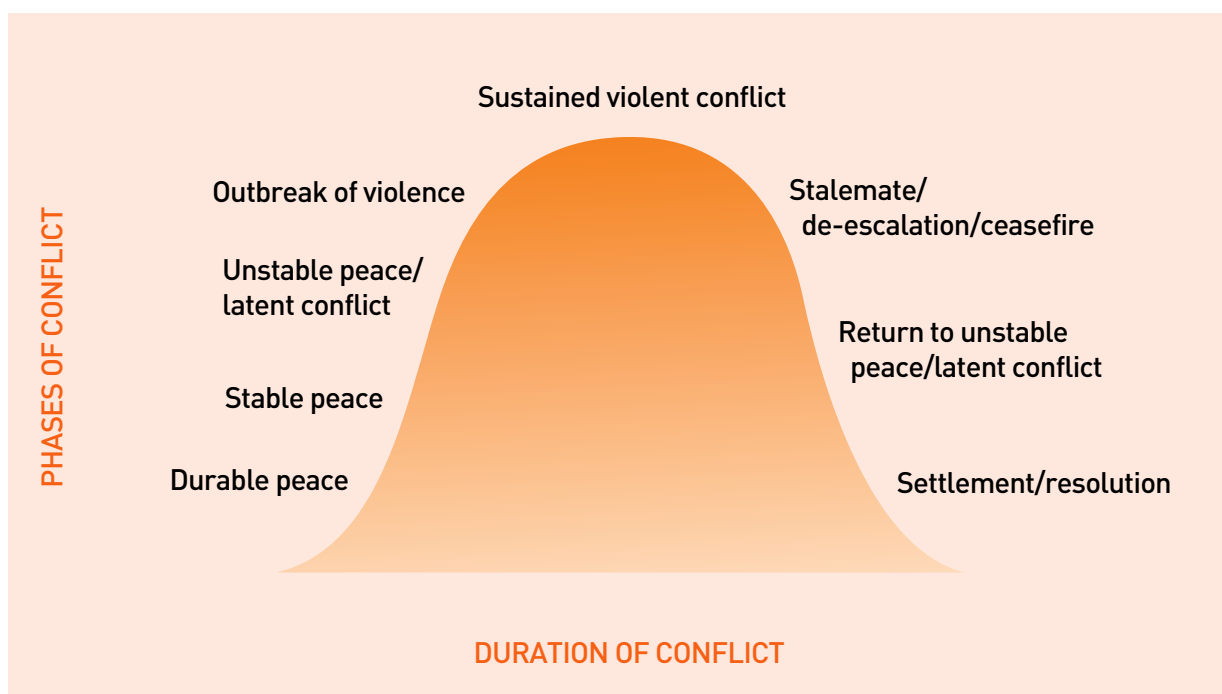 Sustained violent conflict
Outbreak of violence
Stalemate/
de-escalation/ceasefire
Unstable peace/
latent conflict
Return to unstable
peace/latent conflict
Stable peace
Durable peace
Settlement/resolution
PHASES OF CONFLICT
DURATION OF CONFLICT